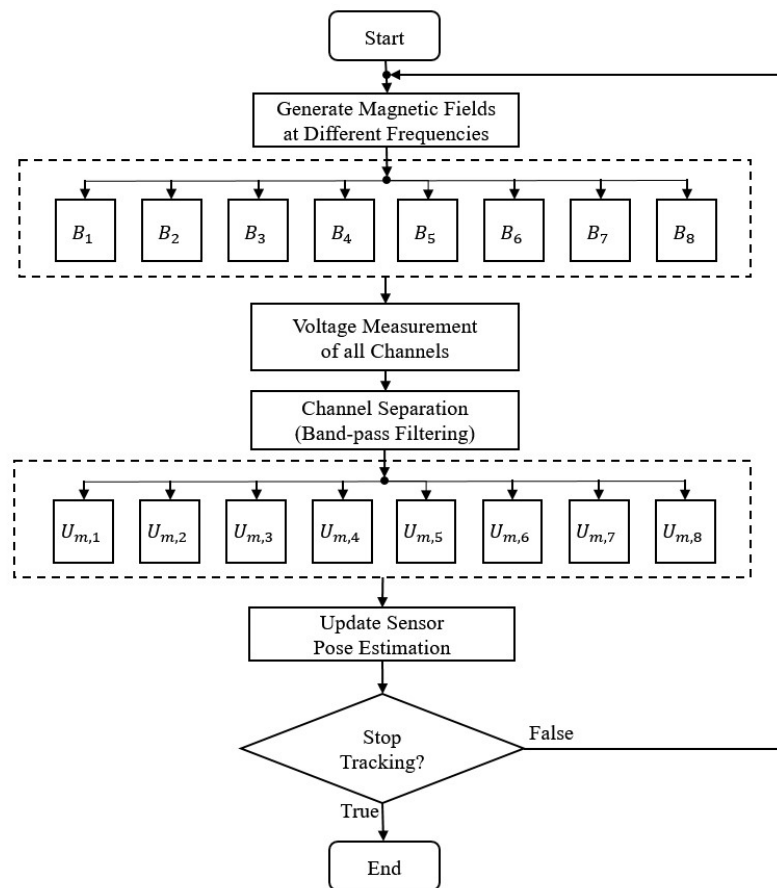 Start
Generate Magnetic Fields
at Different Frequencies
B₁ B₂ B₃ B₄ B₅ B₆ B₇ B₈
Voltage Measurement
of all Channels
Channel Separation
(Band-pass Filtering)
Uₘ,₁ Uₘ,₂ Uₘ,₃ Uₘ,₄ Uₘ,₅ Uₘ,₆ Uₘ,₇ Uₘ,₈
Update Sensor
Pose Estimation
Stop
Tracking?
False
True
End